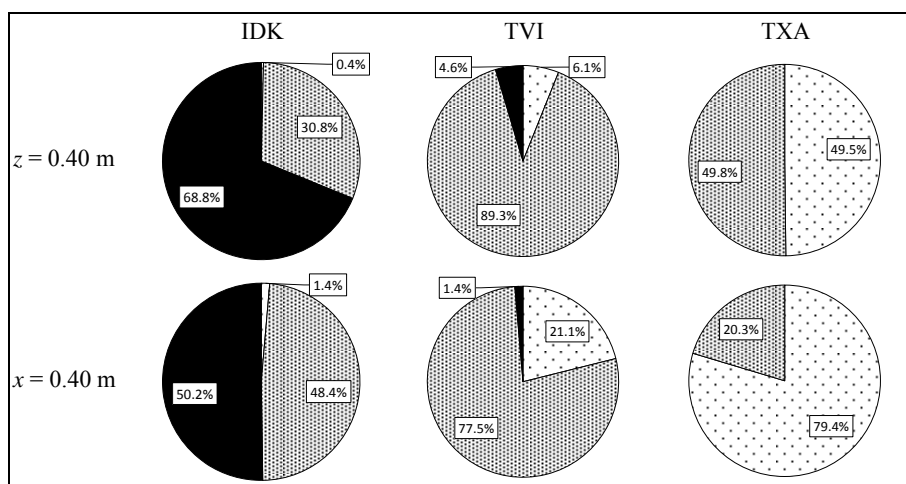 IDK TVI TXA
0.4% 4.6% 6.1%
z = 0.40 m
30.8% 49.5%
49.8%
68.8% 89.3%
1.4% 1.4%
21.1% 20.3%
x = 0.40 m
50.2% 48.4% 77.5% 79.4%